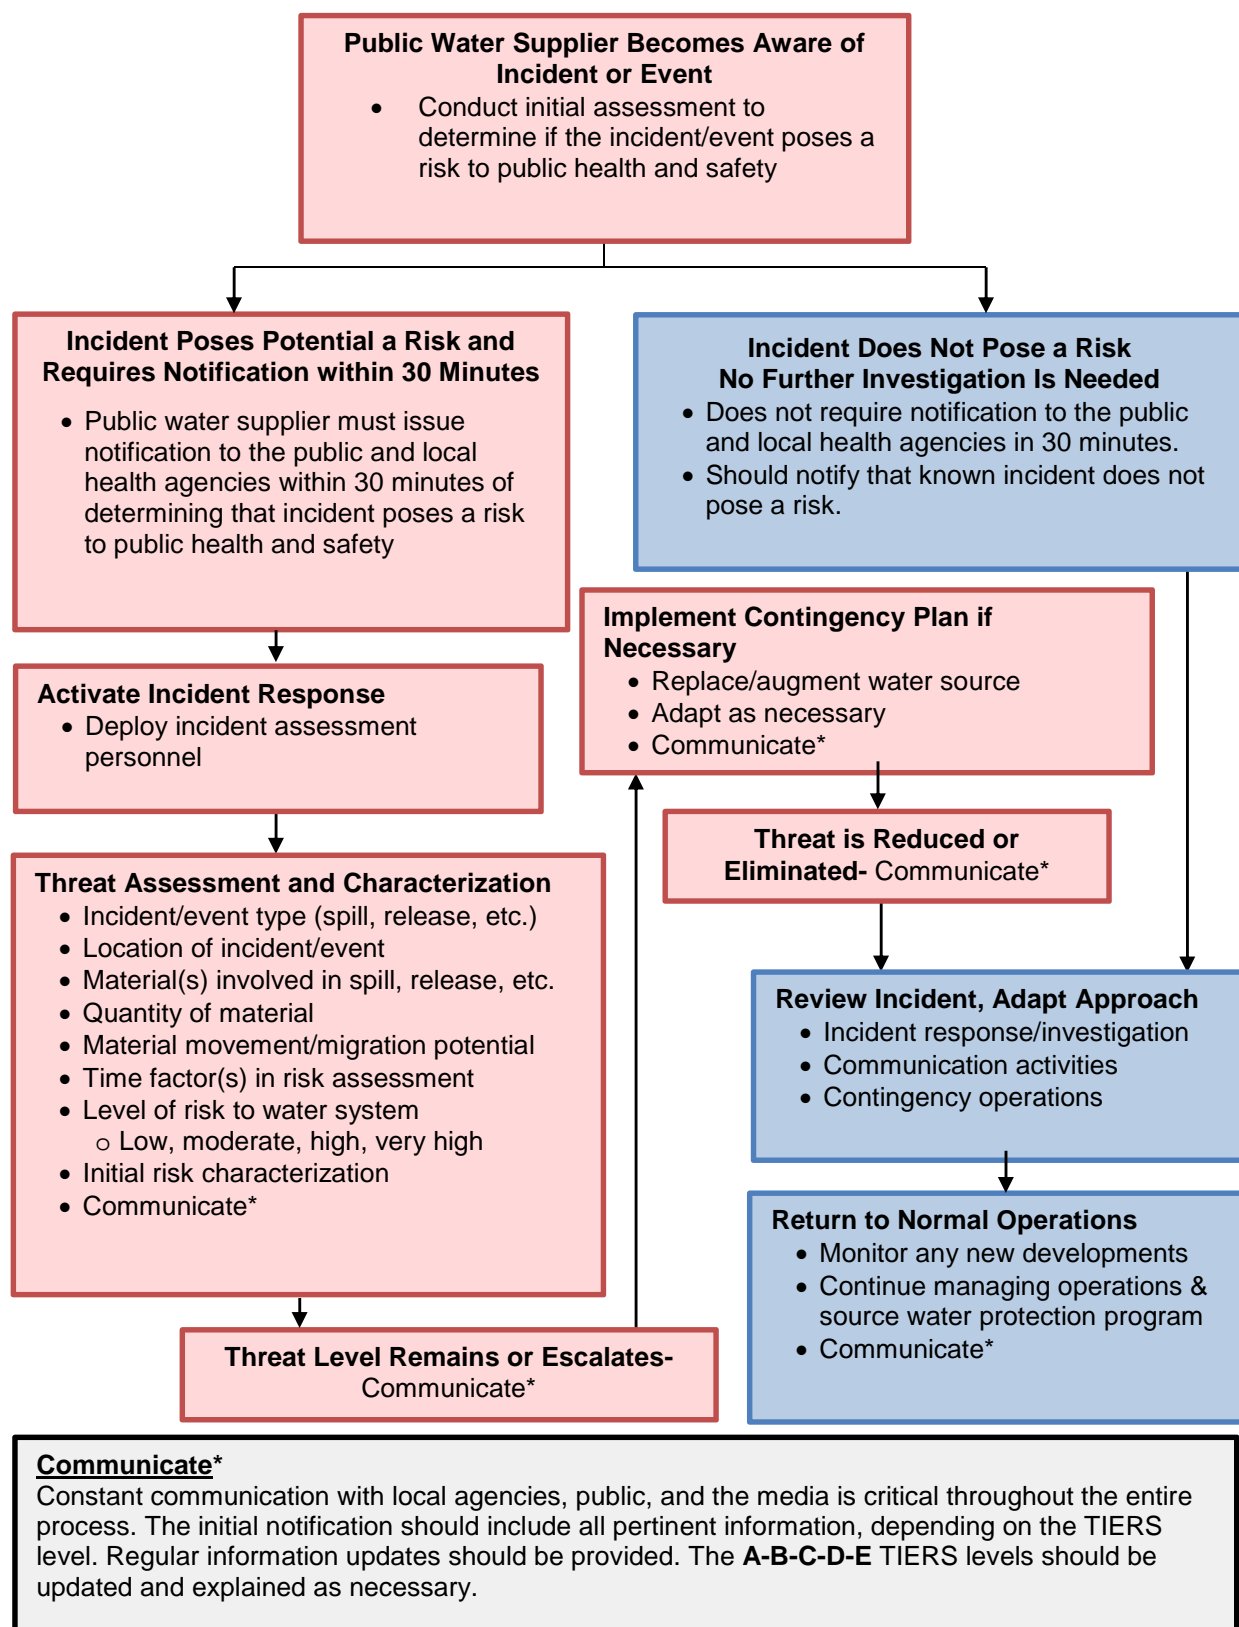 Public Water Supplier Becomes Aware of
Incident or Event
• Conduct initial assessment to
determine if the incident/event poses a
risk to public health and safety
Incident Poses Potential a Risk and
Requires Notification within 30 Minutes
• Public water supplier must issue
notification to the public and local
health agencies within 30 minutes of
determining that incident poses a risk
to public health and safety
Incident Does Not Pose a Risk
No Further Investigation Is Needed
• Does not require notification to the public
and local health agencies in 30 minutes.
• Should notify that known incident does not
pose a risk.
Activate Incident Response
• Deploy incident assessment
personnel
Threat Assessment and Characterization
• Incident/event type (spill, release, etc.)
• Location of incident/event
• Material(s) involved in spill, release, etc.
• Quantity of material
• Material movement/migration potential
• Time factor(s) in risk assessment
• Level of risk to water system
o Low, moderate, high, very high
• Initial risk characterization
• Communicate*
Threat Level Remains or Escalates-
Communicate*
Implement Contingency Plan if
Necessary
• Replace/augment water source
• Adapt as necessary
• Communicate*
Threat is Reduced or
Eliminated- Communicate*
Review Incident, Adapt Approach
• Incident response/investigation
• Communication activities
• Contingency operations
Return to Normal Operations
• Monitor any new developments
• Continue managing operations &
source water protection program
• Communicate*
Communicate*
Constant communication with local agencies, public, and the media is critical throughout the entire
process. The initial notification should include all pertinent information, depending on the TIERS
level. Regular information updates should be provided. The A-B-C-D-E TIERS levels should be
updated and explained as necessary.